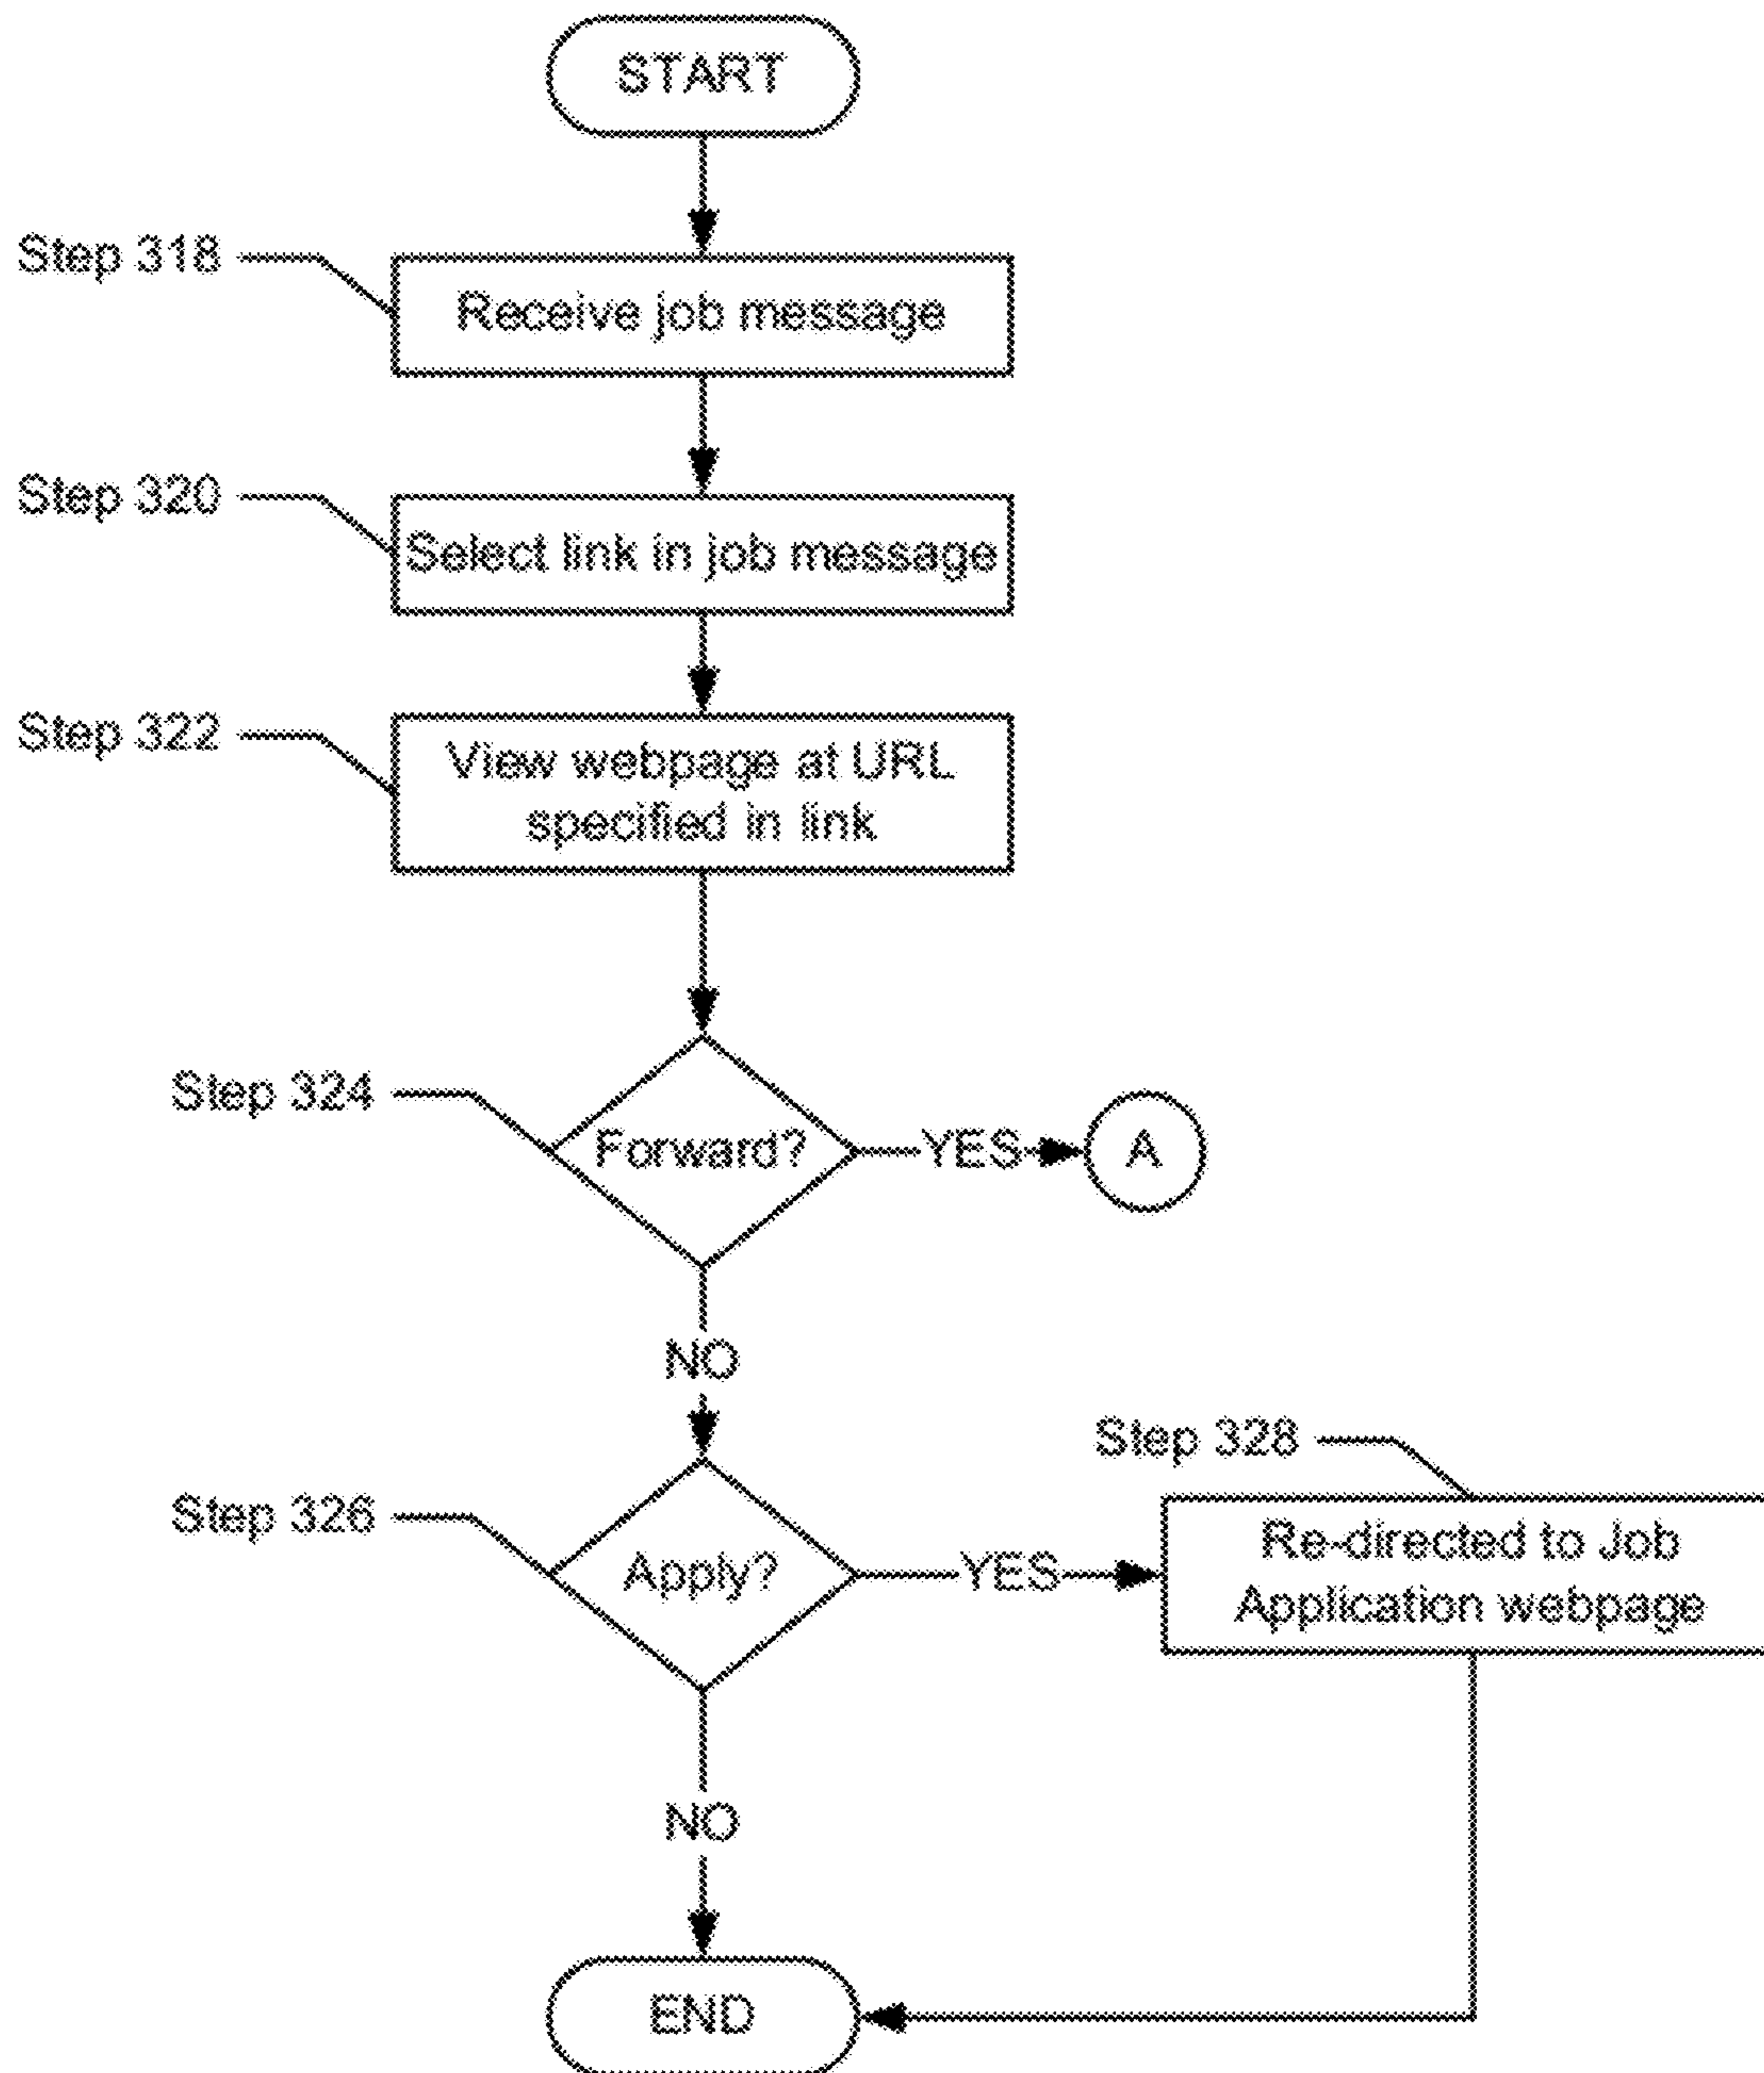 START
Step 318
Receive job message
Step 320
Select link in job message
Step 322
View webpage at URL
specified in link
Step 324
Forward?
YES
A
NO
Step 328
Step 326
Apply?
YES
Re-directed to Job
Application webpage
NO
END